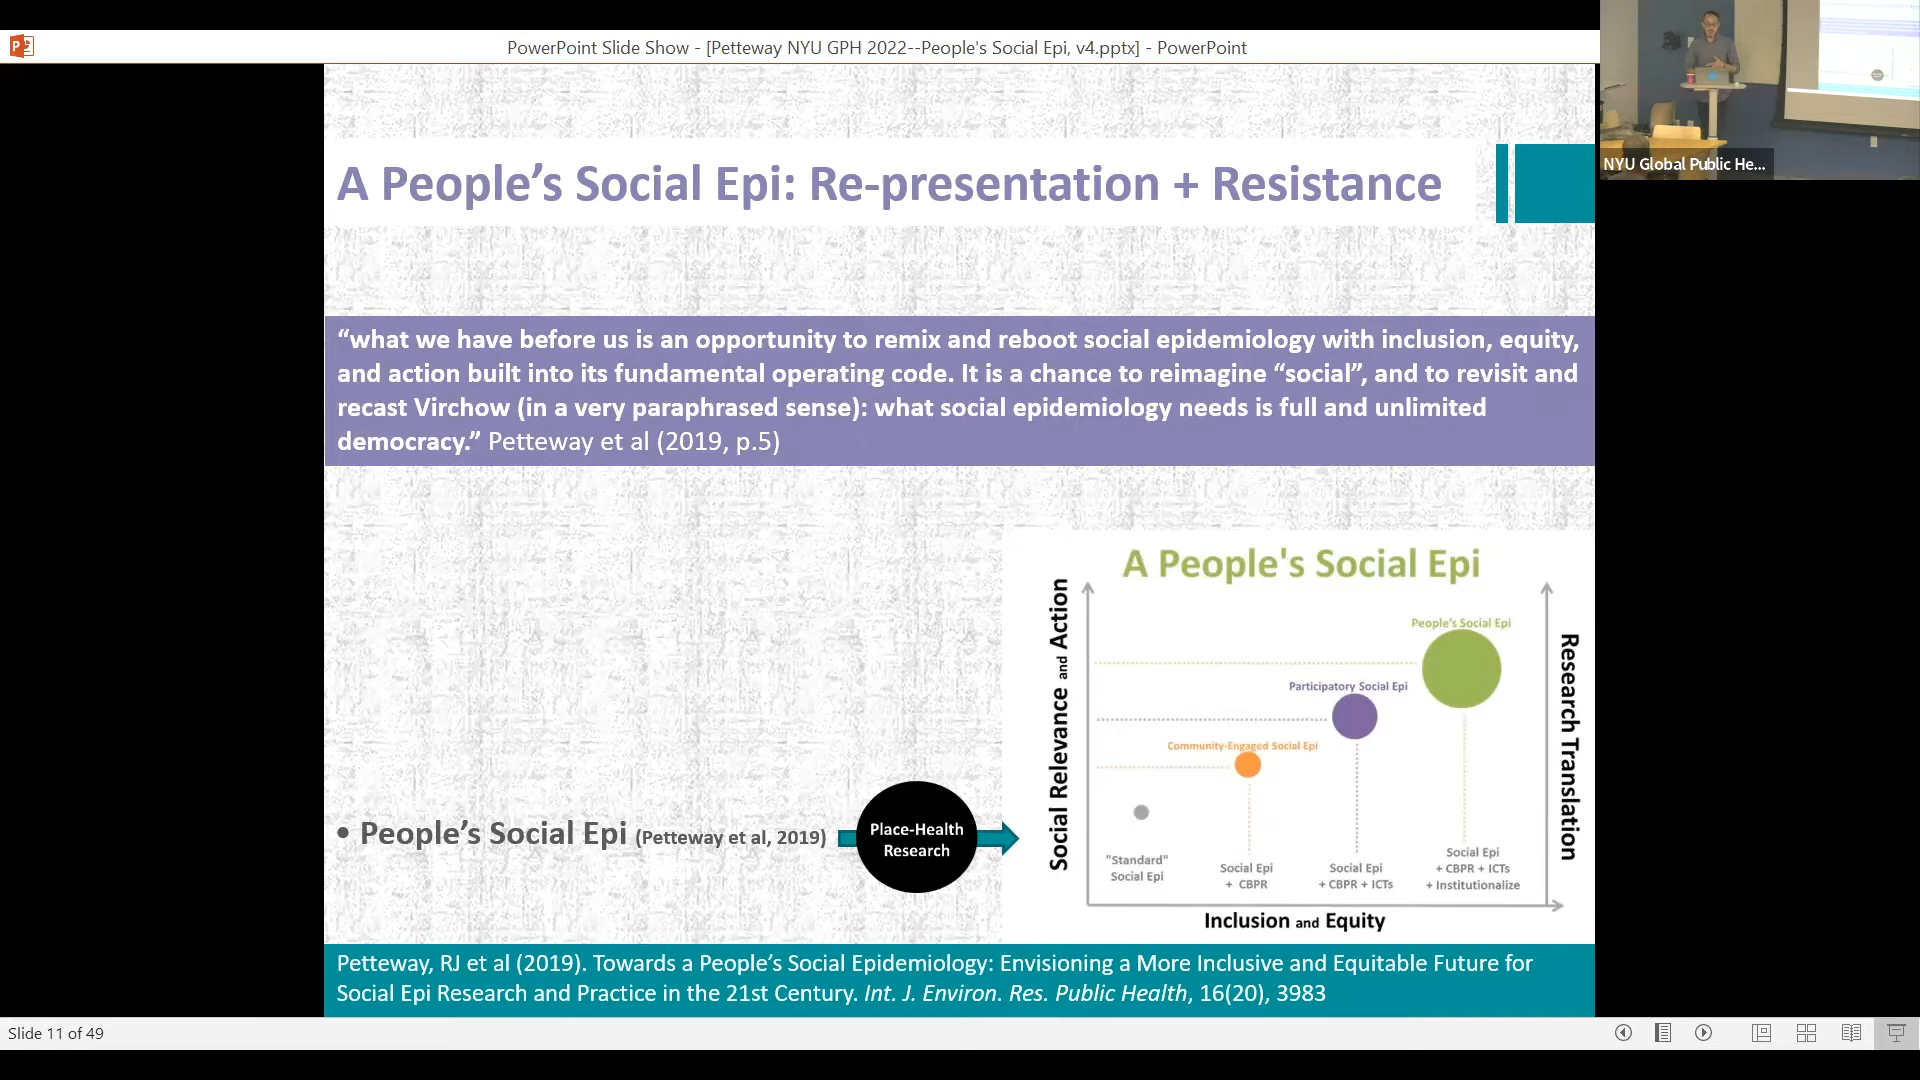 PowerPoint Slide Show - [Petteway NYU GPH 2022--People's Social Epi, v4.pptx] - PowerPoint
NYU Global Public He...
A People’s Social Epi: Re-presentation + Resistance
“what we have before us is an opportunity to remix and reboot social epidemiology with inclusion, equity,
and action built into its fundamental operating code. It is a chance to reimagine “social”, and to revisit and
recast Virchow (in a very paraphrased sense): what social epidemiology needs is full and unlimited
democracy.” Petteway et al (2019, p.5)
• People’s Social Epi (Petteway et al, 2019)
Place-Health
Research
A People's Social Epi
Social Relevance and Action
Research Translation
People’s Social Epi
Participatory Social Epi
Community-Engaged Social Epi
"Standard"
Social Epi
Social Epi
+ CBPR
Social Epi
+ CBPR + ICTs
Social Epi
+ CBPR + ICTs
+ Institutionalize
Inclusion and Equity
Petteway, RJ et al (2019). Towards a People’s Social Epidemiology: Envisioning a More Inclusive and Equitable Future for
Social Epi Research and Practice in the 21st Century. Int. J. Environ. Res. Public Health, 16(20), 3983
Slide 11 of 49